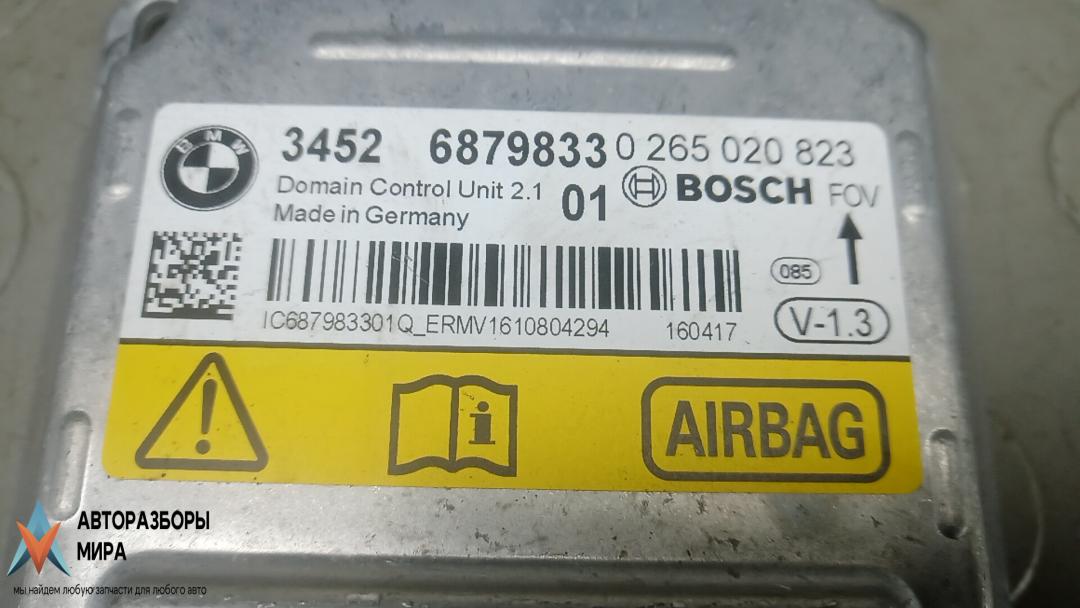 BMW
3452 6879833 0 265 020 823
Domain Control Unit 2.1 01 BOSCH FOV
Made in Germany
085
IC687983301Q_ERMV1610804294 160417 V-1.3
AIRBAG
АВТОРАЗБОРЫ
МИРА
мы найдем любую запчасти для любого авто